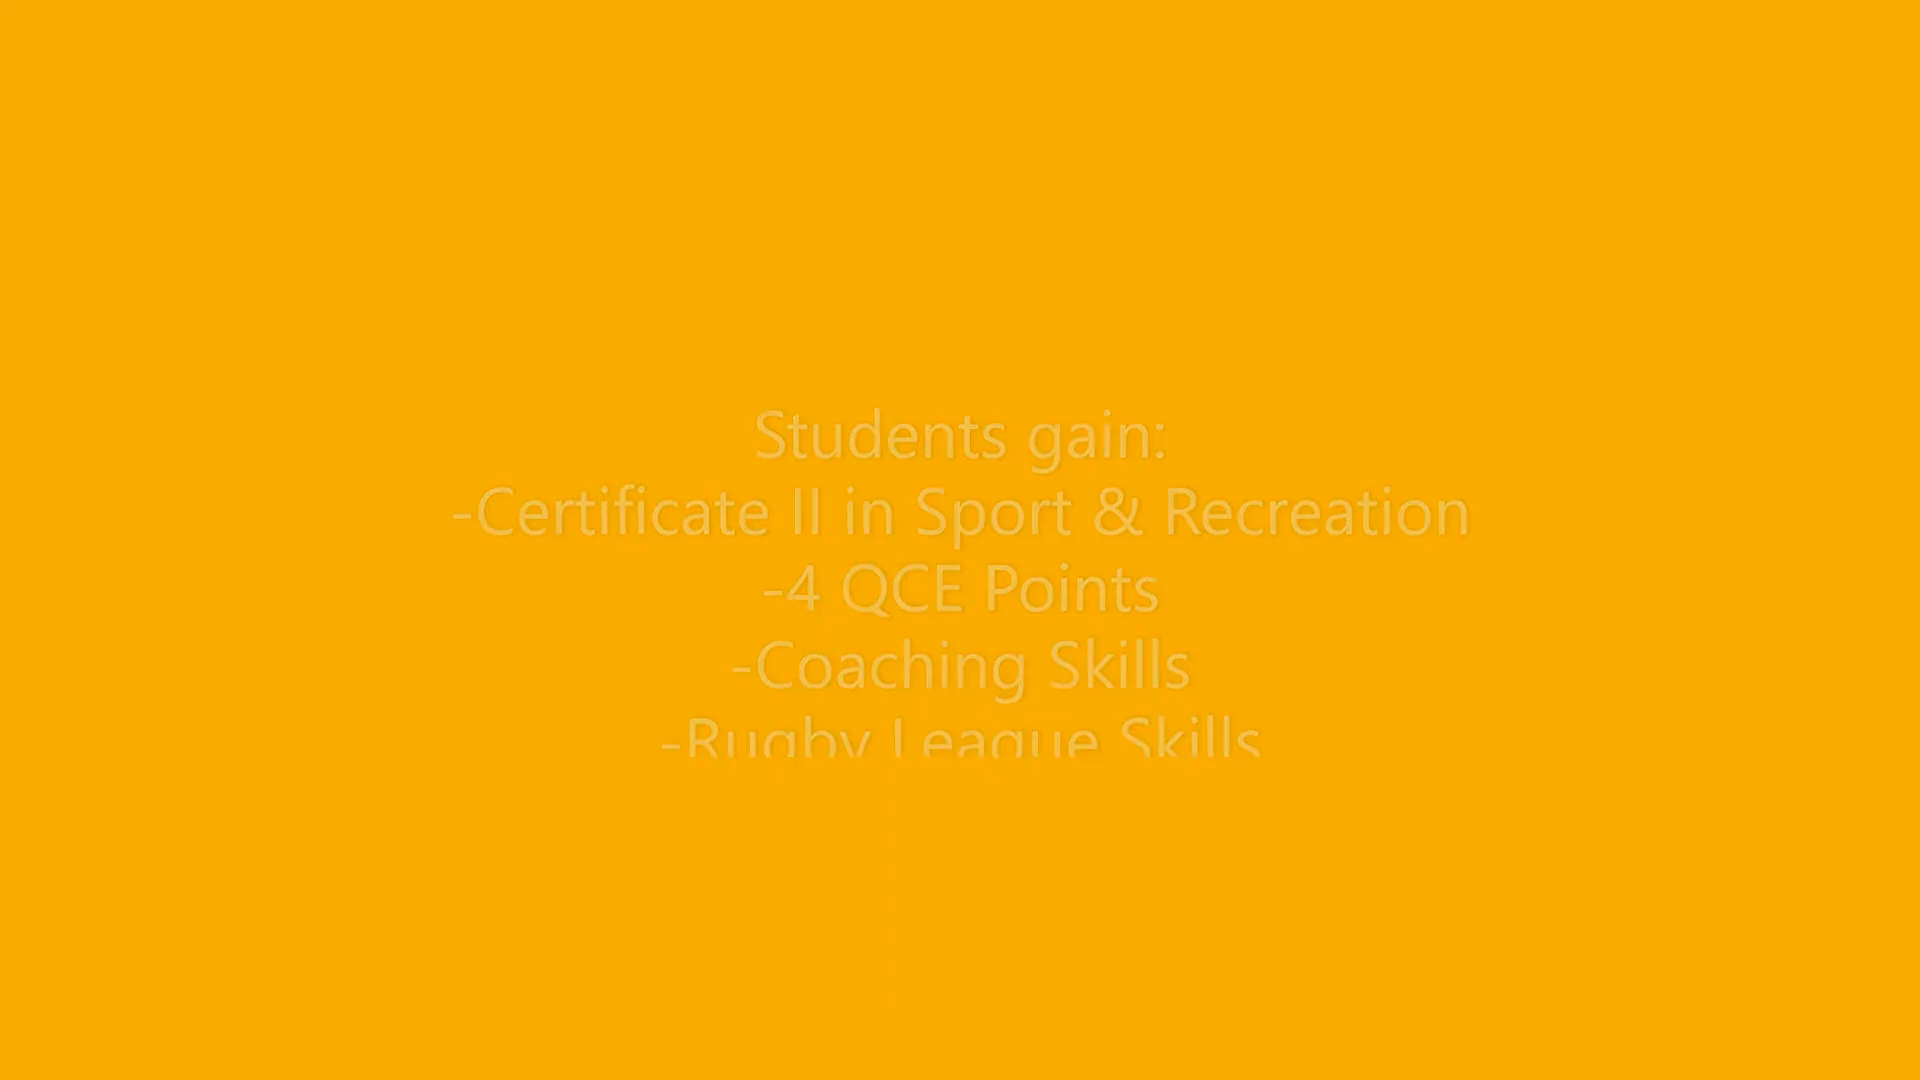 Students gain:
-Certificate II in Sport & Recreation
-4 QCE Points
-Coaching Skills
-Rugby League Skills